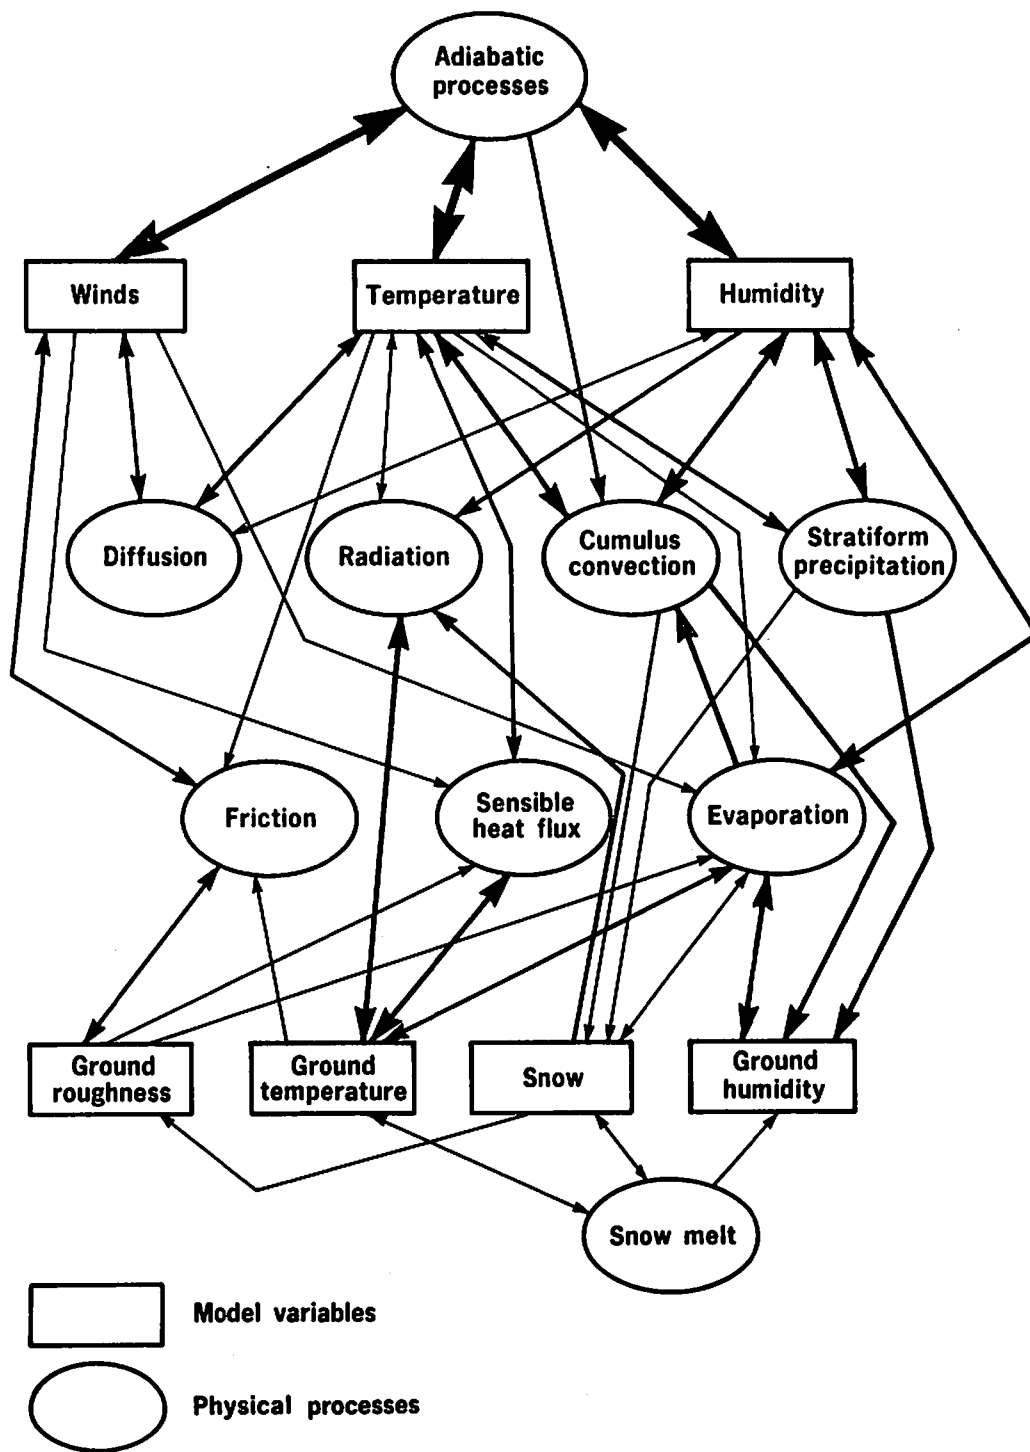 Adiabatic
processes
Winds
Temperature
Humidity
Diffusion
Radiation
Cumulus
convection
Stratiform
precipitation
Friction
Sensible
heat flux
Evaporation
Ground
roughness
Ground
temperature
Snow
Ground
humidity
Snow melt
Model variables
Physical processes